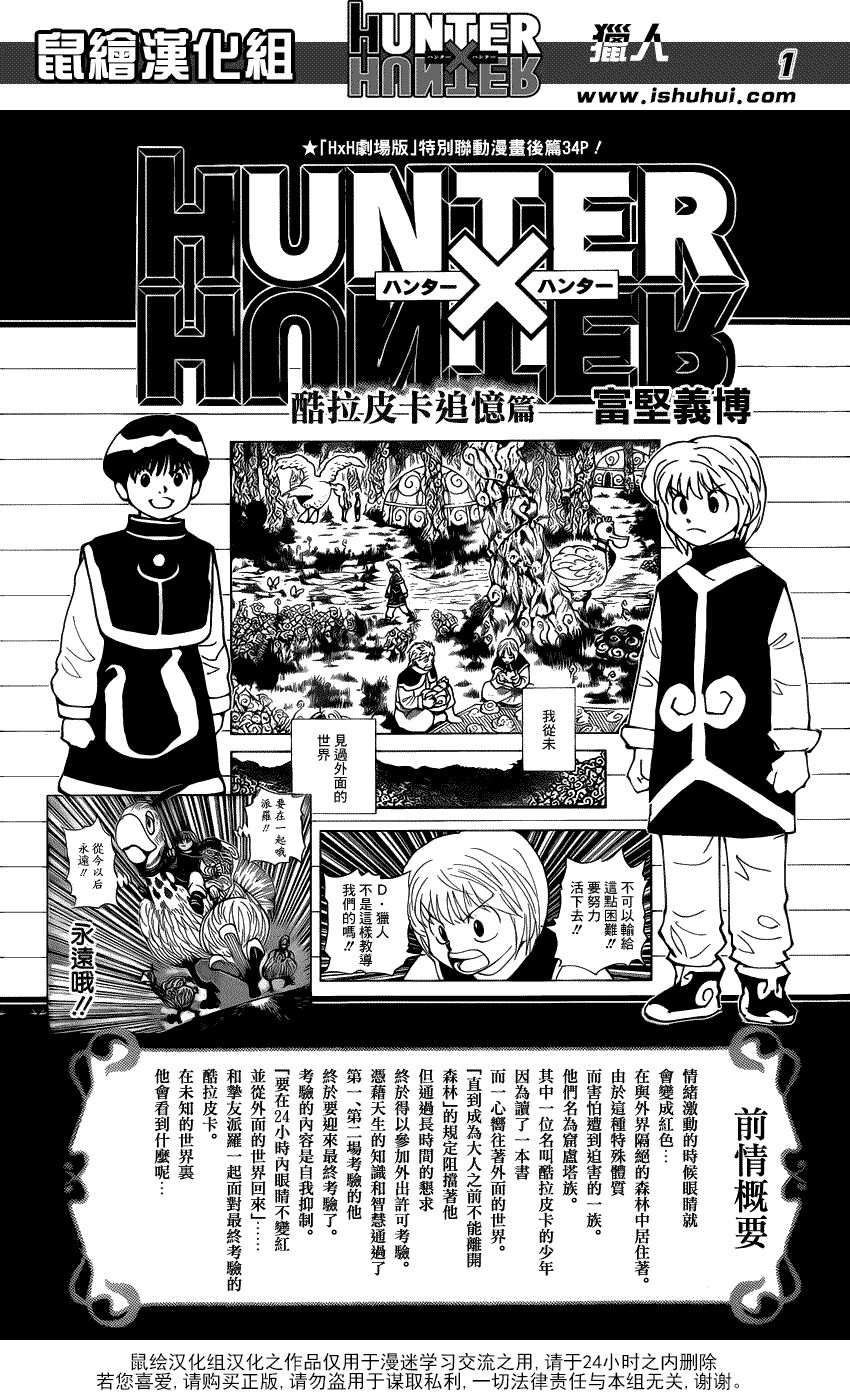 鼠繪漢化組
HUNTER
×
HUNTER
ハンター
ハンター
獵人
1
www.ishuhui.com
★「HxH劇場版」特別聯動漫畫後篇34P！
HUNTER
×
HUNTER
ハンター
ハンター
酷拉皮卡追憶篇
富堅義博
我從未
見過外面的
世界
要在一起哦
派羅!!
從今以后
永遠!!
永遠哦!!
不可以輸給
這點困難!!
要努力
活下去!!
D・獵人
不是這樣教導
我們的嗎!!
前情概要
情緒激動的時候眼睛就
會變成紅色…
在與外界隔絕的森林中居住著。
由於這種特殊體質
而害怕遭到迫害的一族。
他們名為窟盧塔族。
其中一位名叫酷拉皮卡的少年
因為讀了一本書
而一心嚮往著外面的世界。
『直到成為大人之前不能離開
森林』的規定阻擋著他
但通過長時間的懇求
終於得以參加外出許可考驗。
憑藉天生的知識和智慧通過了
第一、第二場考驗的他
終於要迎來最終考驗了。
考驗的內容是自我抑制。
『要在24小時內眼睛不變紅
並從外面的世界回來』……
和摯友派羅一起面對最終考驗的
酷拉皮卡。
在未知的世界裏
他會看到什麼呢…
鼠绘汉化组汉化之作品仅用于漫迷学习交流之用, 请于24小时之内删除
若您喜爱, 请购买正版, 请勿盗用于谋取私利, 一切法律责任与本组无关, 谢谢。